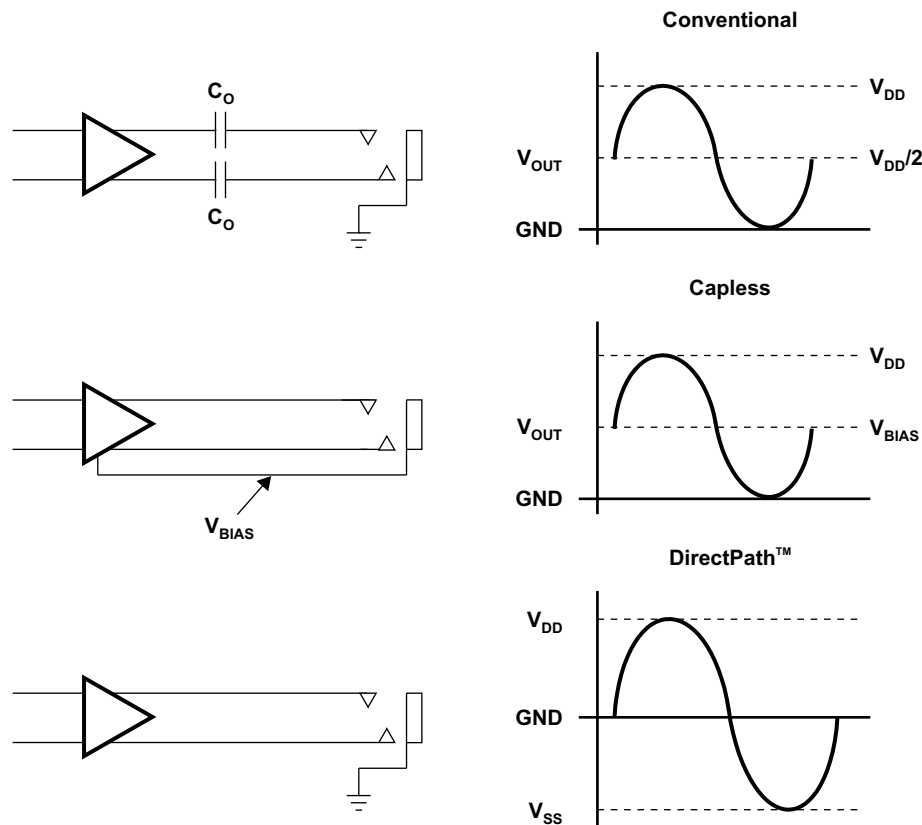 Conventional
C_O
C_O
V_DD
V_OUT
V_DD/2
GND
Capless
V_DD
V_OUT
V_BIAS
GND
V_BIAS
DirectPath™
V_DD
GND
V_SS